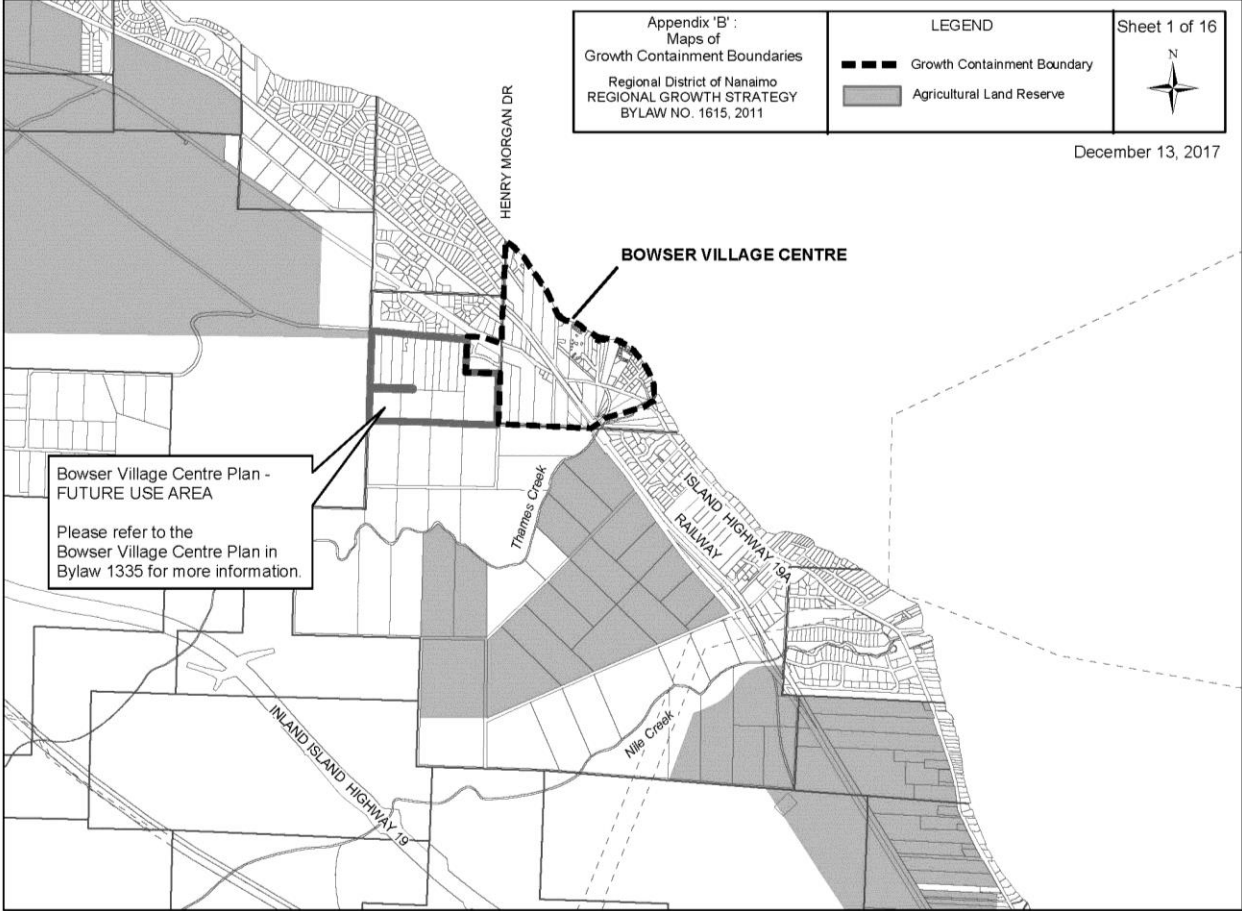 Appendix 'B' :
Maps of
Growth Containment Boundaries
Regional District of Nanaimo
REGIONAL GROWTH STRATEGY
BYLAW NO. 1615, 2011
LEGEND
Growth Containment Boundary
Agricultural Land Reserve
Sheet 1 of 16
N
December 13, 2017
HENRY MORGAN DR
BOWSER VILLAGE CENTRE
Bowser Village Centre Plan -
FUTURE USE AREA
Please refer to the
Bowser Village Centre Plan in
Bylaw 1335 for more information.
Thames Creek
ISLAND HIGHWAY 19A
RAILWAY
Nile Creek
INLAND ISLAND HIGHWAY 19